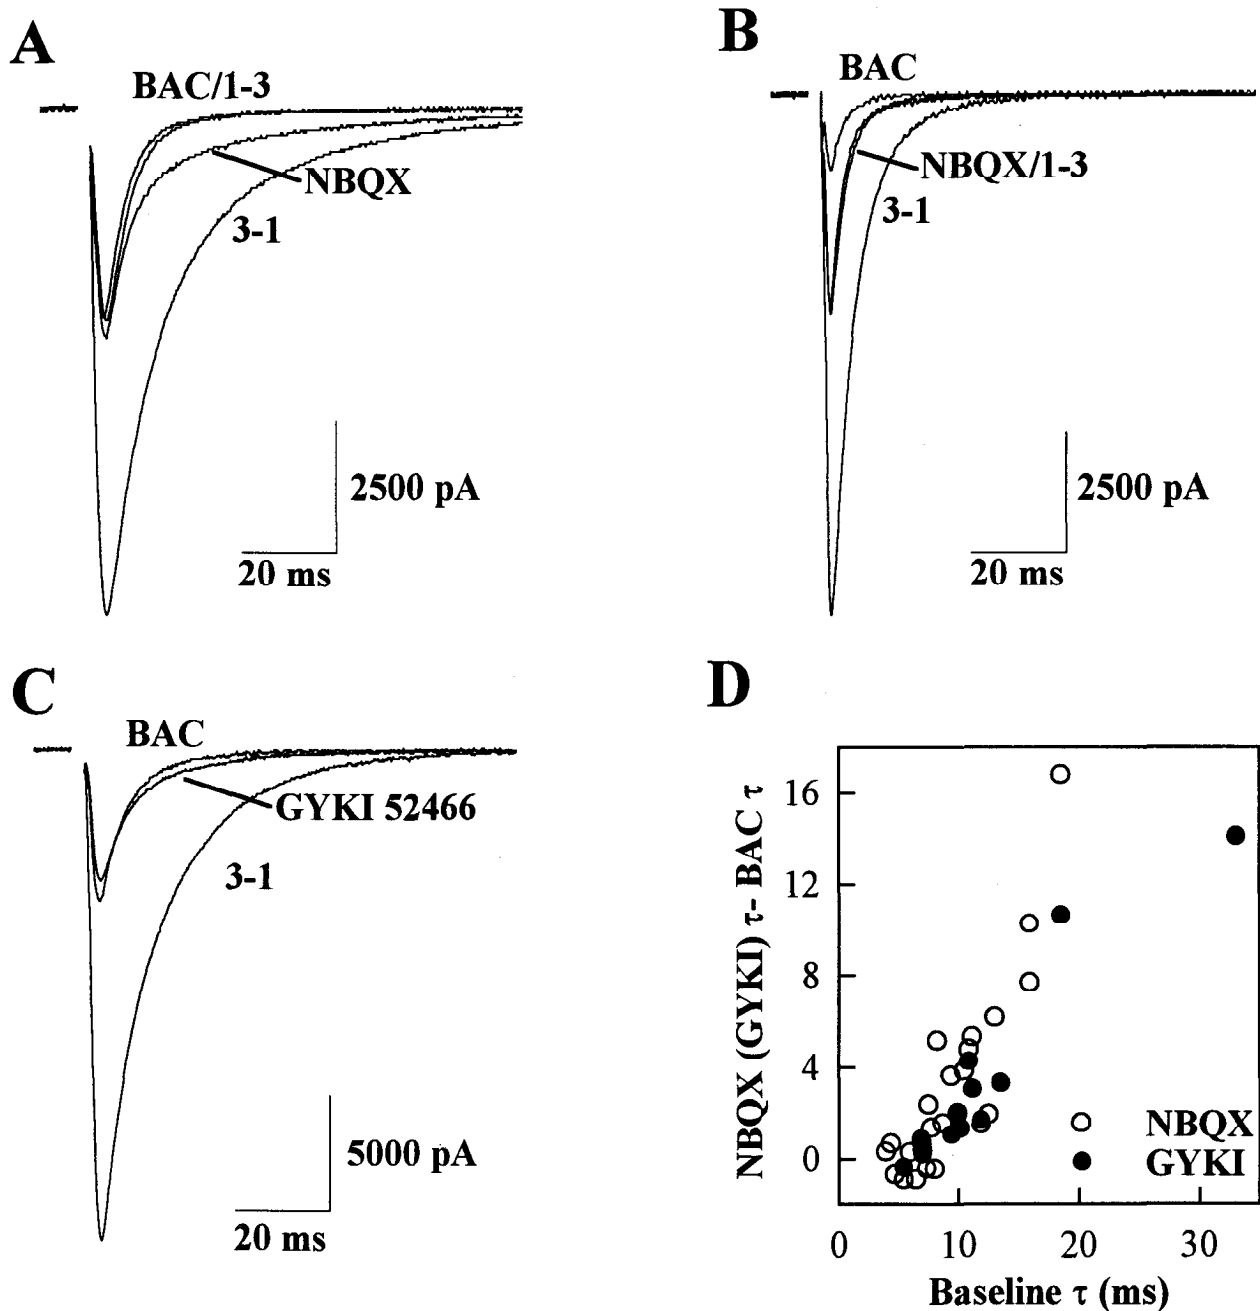 A
BAC/1-3
NBQX
3-1
2500 pA
20 ms
B
BAC
NBQX/1-3
3-1
2500 pA
20 ms
C
BAC
GYKI 52466
3-1
5000 pA
20 ms
D
NBQX (GYKI) τ- BAC τ
16
12
8
4
0
NBQX
GYKI
0 10 20 30
Baseline τ (ms)